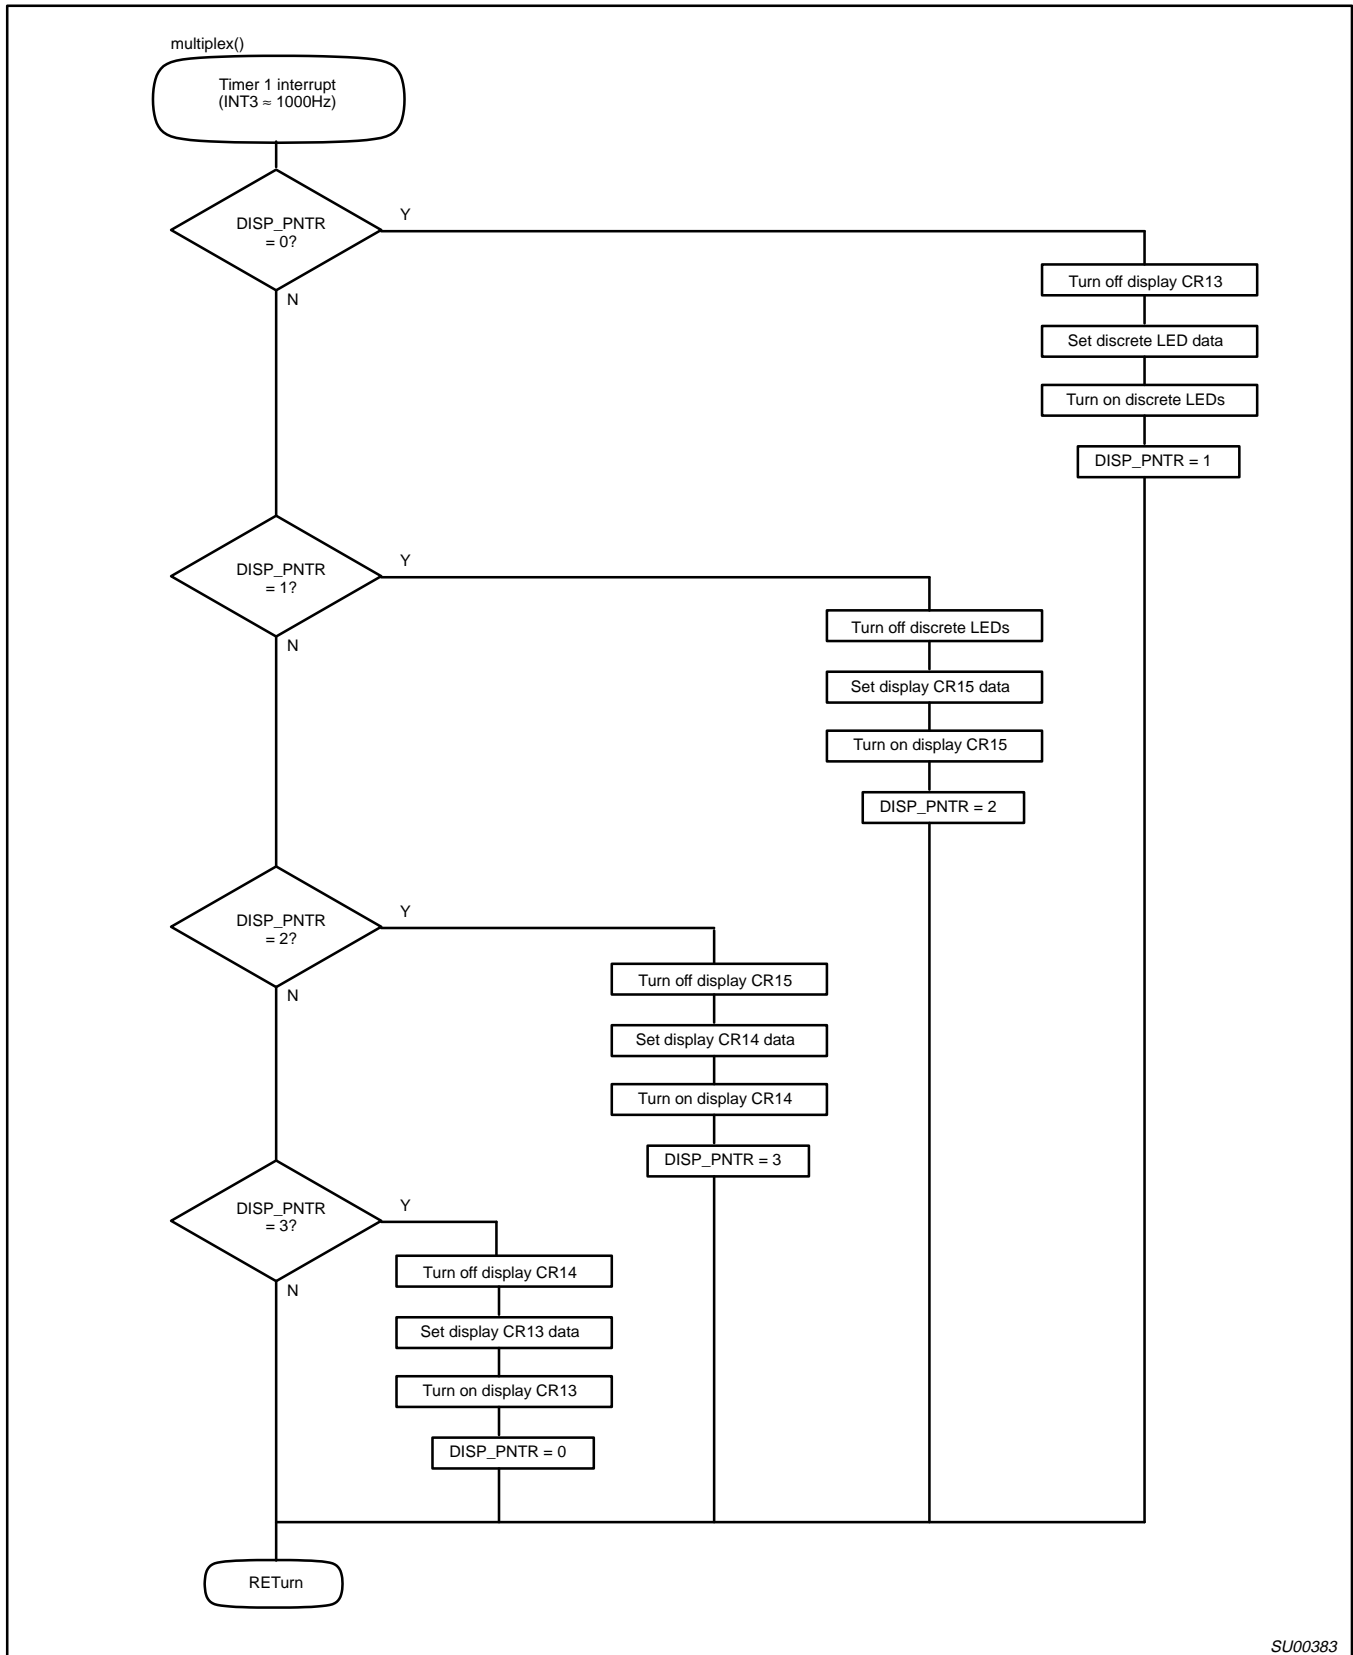 multiplex()
Timer 1 interrupt
(INT3 ≈ 1000Hz)
DISP_PNTR
= 0?
Y
N
Turn off display CR13
Set discrete LED data
Turn on discrete LEDs
DISP_PNTR = 1
DISP_PNTR
= 1?
Y
N
Turn off discrete LEDs
Set display CR15 data
Turn on display CR15
DISP_PNTR = 2
DISP_PNTR
= 2?
Y
N
Turn off display CR15
Set display CR14 data
Turn on display CR14
DISP_PNTR = 3
DISP_PNTR
= 3?
Y
N
Turn off display CR14
Set display CR13 data
Turn on display CR13
DISP_PNTR = 0
RETurn
SU00383